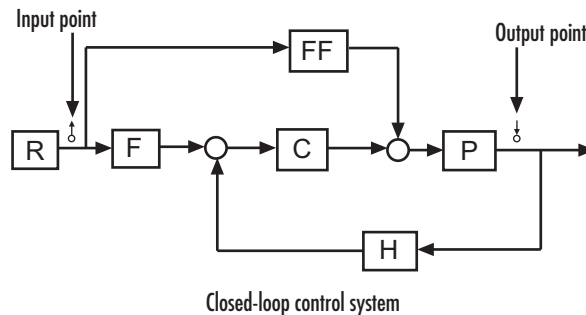 Input point
Output point
FF
R
F
C
P
H
Closed-loop control system